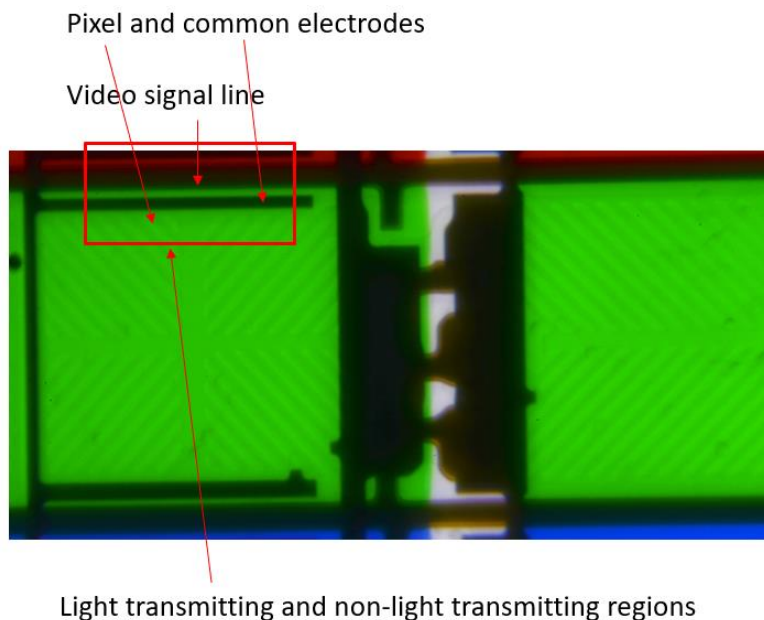 Pixel and common electrodes
Video signal line
Light transmitting and non-light transmitting regions